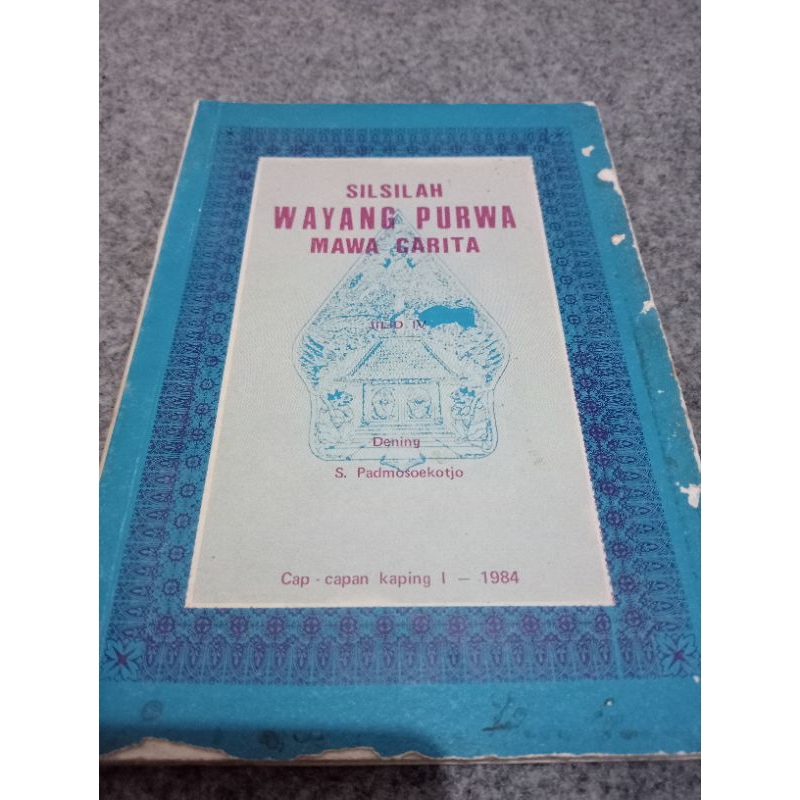 SILSILAH
WAYANG PURWA
MAWA CARITA
JILID IV
Dening
S. Padmosoekotjo
Cap - capan kaping I — 1984